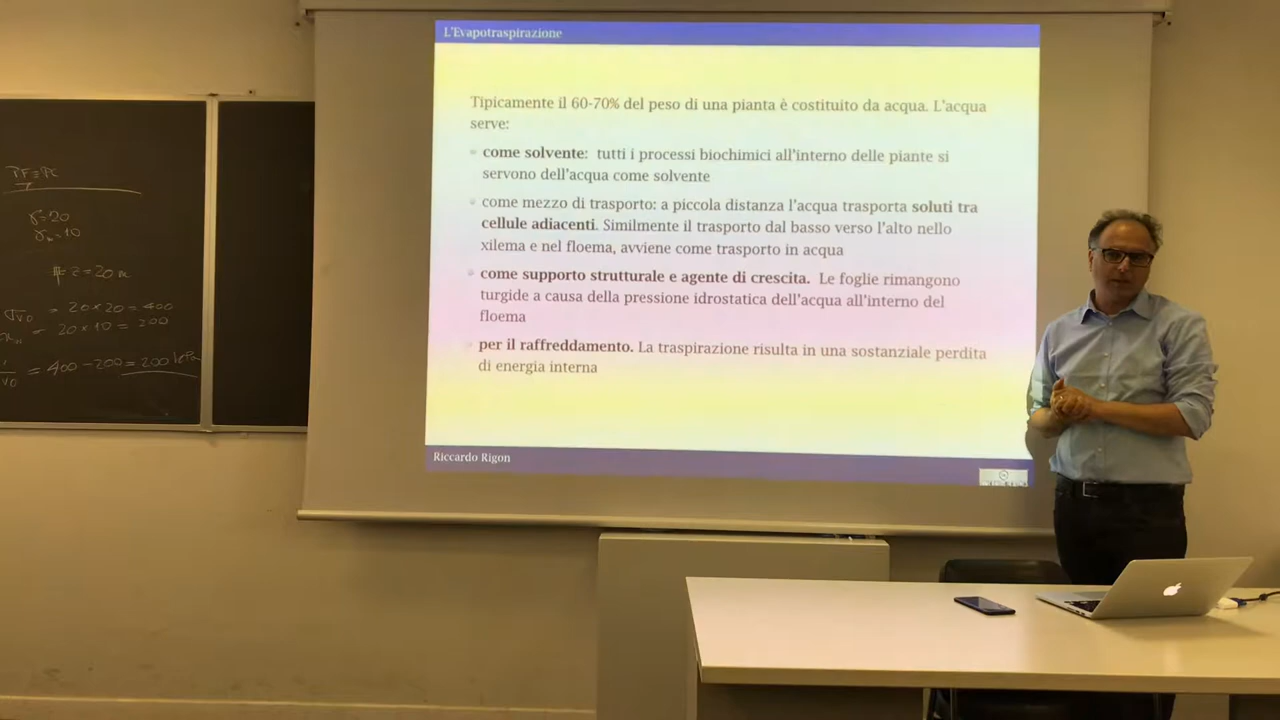 L'Evapotraspirazione
Tipicamente il 60-70% del peso di una pianta è costituito da acqua. L'acqua
serve:
come solvente: tutti i processi biochimici all'interno delle piante si
servono dell'acqua come solvente
come mezzo di trasporto: a piccola distanza l'acqua trasporta soluti tra
cellule adiacenti. Similmente il trasporto dal basso verso l'alto nello
xilema e nel floema, avviene come trasporto in acqua
come supporto strutturale e agente di crescita. Le foglie rimangono
turgide a causa della pressione idrostatica dell'acqua all'interno del
floema
per il raffreddamento. La traspirazione risulta in una sostanziale perdita
di energia interna
Riccardo Rigon
γ=20
z=20 m
= 20×20=400
= 20×10=200
= 400-200=200 kPa